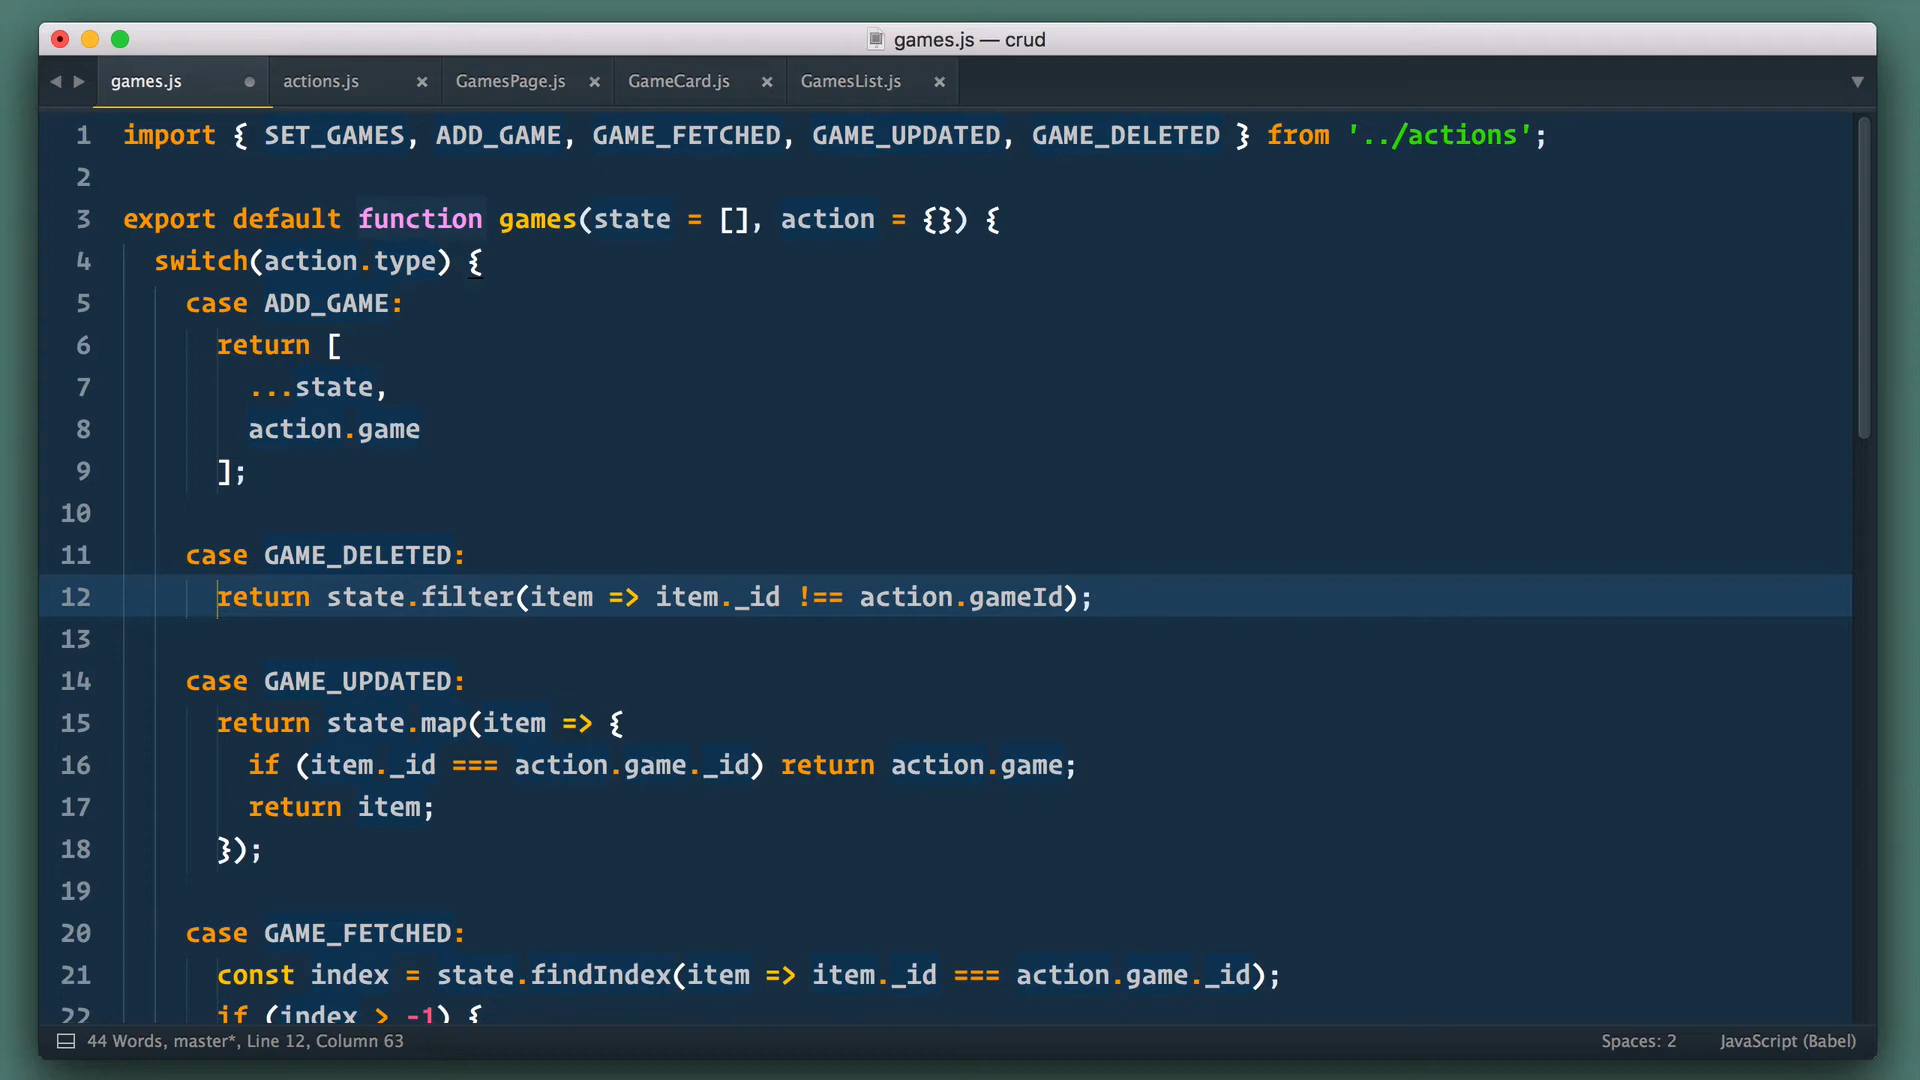 games.js — crud
games.js actions.js GamesPage.js GameCard.js GamesList.js
1 import { SET_GAMES, ADD_GAME, GAME_FETCHED, GAME_UPDATED, GAME_DELETED } from '../actions';
2
3 export default function games(state = [], action = {}) {
4 switch(action.type) {
5 case ADD_GAME:
6 return [
7 ...state,
8 action.game
9 ];
10
11 case GAME_DELETED:
12 return state.filter(item => item._id !== action.gameId);
13
14 case GAME_UPDATED:
15 return state.map(item => {
16 if (item._id === action.game._id) return action.game;
17 return item;
18 });
19
20 case GAME_FETCHED:
21 const index = state.findIndex(item => item._id === action.game._id);
22 if (index > -1) {
44 Words, master*, Line 12, Column 63 Spaces: 2 JavaScript (Babel)